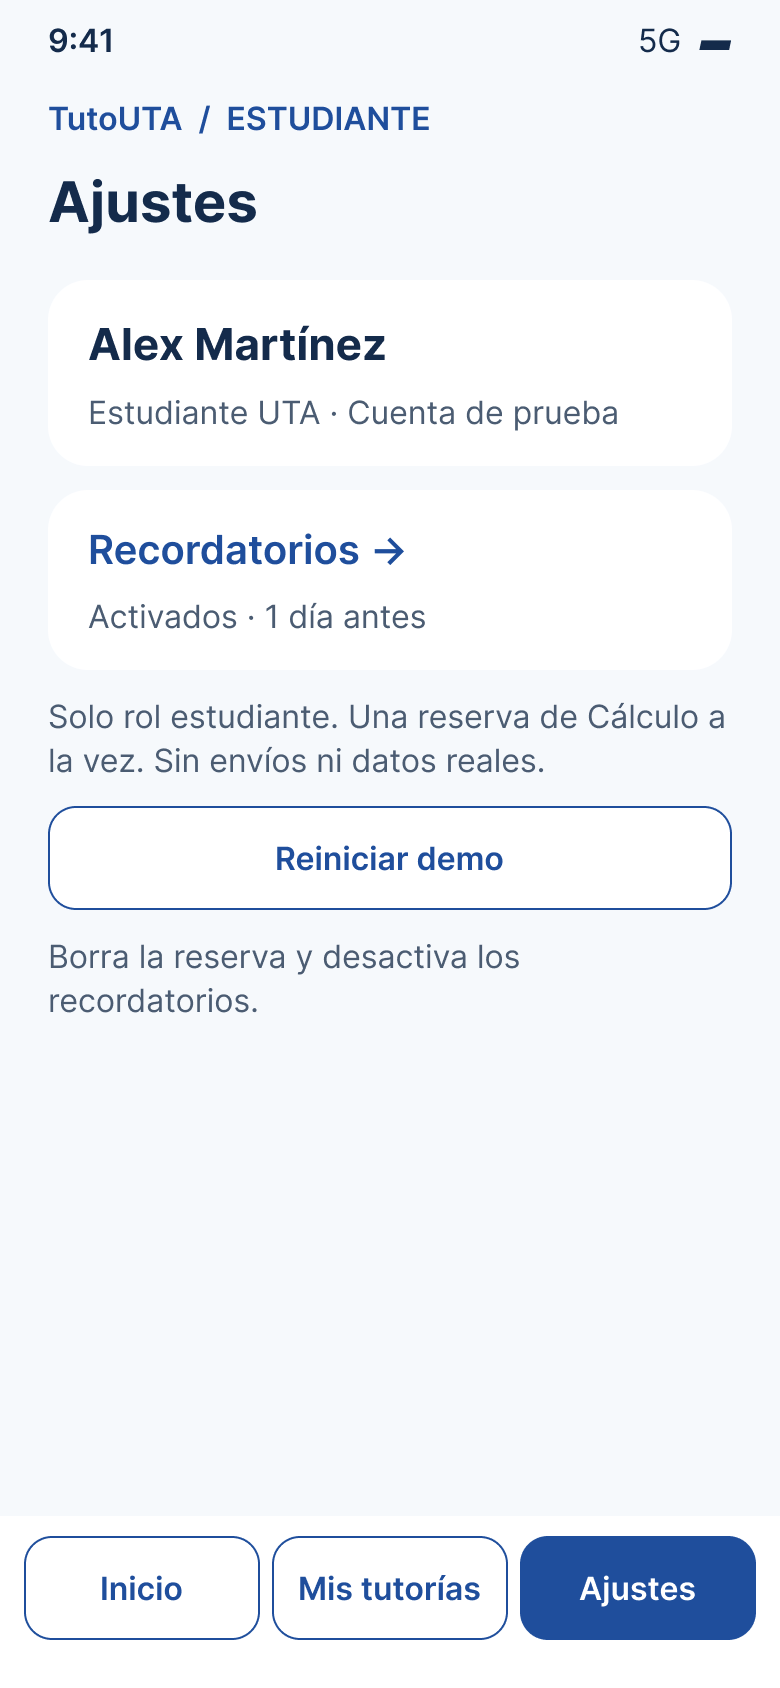 9:41 5G
TutoUTA / ESTUDIANTE
Ajustes
Alex Martínez
Estudiante UTA · Cuenta de prueba
Recordatorios →
Activados · 1 día antes
Solo rol estudiante. Una reserva de Cálculo a
la vez. Sin envíos ni datos reales.
Reiniciar demo
Borra la reserva y desactiva los
recordatorios.
Inicio Mis tutorías Ajustes